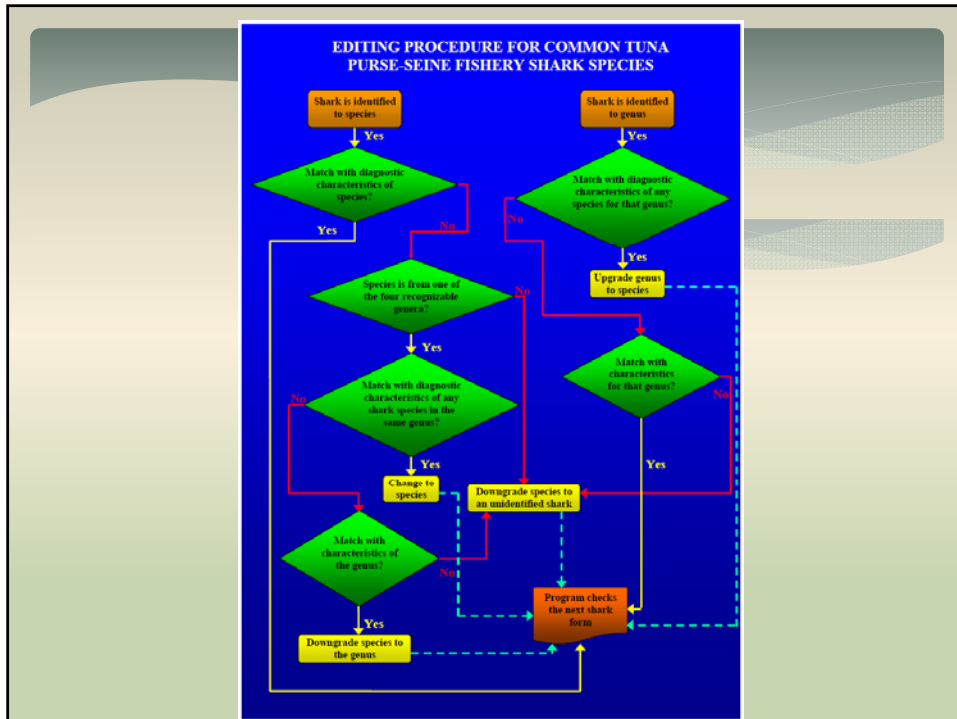 EDITING PROCEDURE FOR COMMON TUNA
PURSE-SEINE FISHERY SHARK SPECIES
Shark is identified
to species
Yes
Match with diagnostic
characteristics of
species?
Yes
No
Species is from one of
the four recognizable
genera?
No
Yes
Match with diagnostic
characteristics of any
shark species in the
same genus?
No
Yes
Change to
species
Match with
characteristics of
the genus?
No
Yes
Downgrade species to
the genus
Downgrade species to
an unidentified shark
Shark is identified
to genus
Yes
Match with diagnostic
characteristics of any
species for that genus?
No
Yes
Upgrade genus
to species
Match with
characteristics
for that genus?
No
Yes
Program checks
the next shark
form